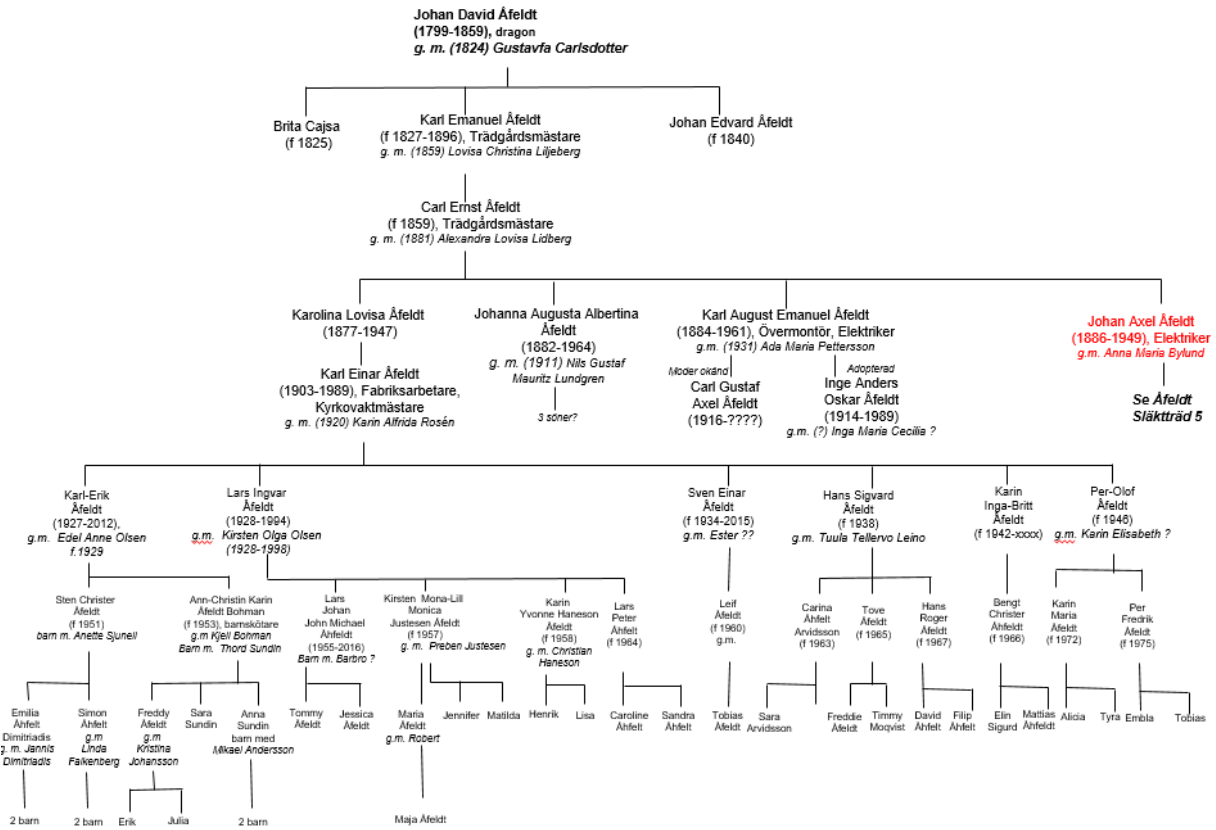 Johan David Åfeldt
(1799-1859), dragon
g. m. (1824) Gustavfa Carlsdotter
Brita Cajsa
(f 1825)
Karl Emanuel Åfeldt
(f 1827-1896), Trädgårdsmästare
g. m. (1859) Lovisa Christina Liljeberg
Johan Edvard Åfeldt
(f 1840)
Carl Ernst Åfeldt
(f 1859), Trädgårdsmästare
g. m. (1881) Alexandra Lovisa Lidberg
Karolina Lovisa Åfeldt
(1877-1947)
Johanna Augusta Albertina
Åfeldt
(1882-1964)
g. m. (1911) Nils Gustaf
Mauritz Lundgren
3 söner?
Karl August Emanuel Åfeldt
(1884-1961), Övermontör, Elektriker
g.m. (1931) Ada Maria Pettersson
Johan Axel Åfeldt
(1886-1949), Elektriker
g.m. Anna Maria Bylund
Se Åfeldt
Släktträd 5
Karl Einar Åfeldt
(1903-1989), Fabriksarbetare,
Kyrkovaktmästare
g. m. (1920) Karin Alfrida Rosén
Moder okänd
Carl Gustaf
Axel Åfeldt
(1916-????)
Adopterad
Inge Anders
Oskar Åfeldt
(1914-1989)
g.m. (?) Inga Maria Cecilia ?
Karl-Erik
Åfeldt
(1927-2012),
g.m. Edel Anne Olsen
f.1929
Lars Ingvar
Åfeldt
(1928-1994)
g.m. Kirsten Olga Olsen
(1928-1998)
Sven Einar
Åfeldt
(f 1934-2015)
g.m. Ester ??
Hans Sigvard
Åfeldt
(f 1938)
g.m. Tuula Tellervo Leino
Karin
Inga-Britt
Åfeldt
(f 1942-xxxx)
Per-Olof
Åfeldt
(f 1946)
g.m. Karin Elisabeth ?
Sten Christer
Åfeldt
(f 1951)
barn m. Anette Sjunell
Ann-Christin Karin
Åfeldt Bohman
(f 1953), barnskötare
g.m Kjell Bohman
Barn m. Thord Sundin
Lars
Johan
John Michael
Åhfeldt
(1955-2016)
Barn m. Barbro ?
Kirsten Mona-Lill
Monica
Justesen Åfeldt
(f 1957)
g. m. Preben Justesen
Karin
Yvonne Haneson
Åfeldt
(f 1958)
g. m. Christian
Haneson
Lars
Peter
Åhfelt
(f 1964)
Leif
Åfeldt
(f 1960)
g.m.
Carina
Åhfelt
Arvidsson
(f 1963)
Tove
Åfeldt
(f 1965)
Hans
Roger
Åfeldt
(f 1967)
Bengt
Christer
Åhfeldt
(f 1966)
Karin
Maria
Åfeldt
(f 1972)
Per
Fredrik
Åfeldt
(f 1975)
Emilia
Åhfelt
Dimitriadis
g. m. Jannis
Dimitriadis
Simon
Åhfelt
g.m
Linda
Falkenberg
Freddy
Åfeldt
g.m
Kristina
Johansson
Sara
Sundin
Anna
Sundin
barn med
Mikael Andersson
Tommy
Åfeldt
Jessica
Åfeldt
Maria
Åfeldt
g.m. Robert
Jennifer
Matilda
Henrik
Lisa
Caroline
Åhfelt
Sandra
Åhfelt
Tobias
Åfeldt
Sara
Arvidsson
Freddie
Åfeldt
Timmy
Moqvist
David
Åhfelt
Filip
Åhfelt
Elin
Sigurd
Mattias
Åhfeldt
Alicia
Tyra
Embla
Tobias
2 barn
2 barn
Erik
Julia
2 barn
Maja Åfeldt